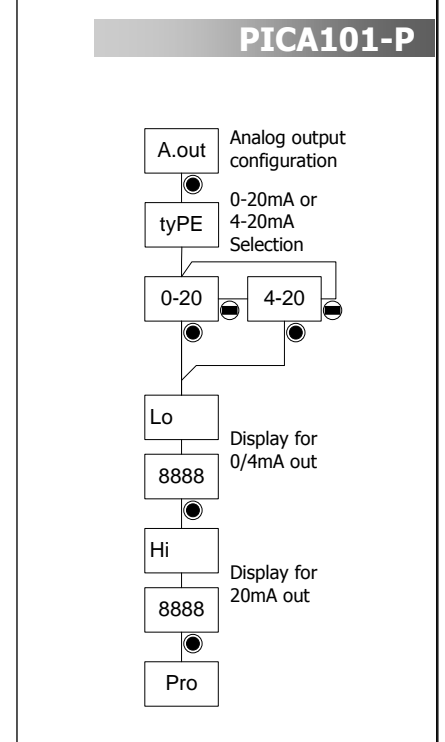 PICA101-P
A.out
Analog output
configuration
tyPE
0-20mA or
4-20mA
Selection
0-20
4-20
Lo
8888
Display for
0/4mA out
Hi
8888
Display for
20mA out
Pro